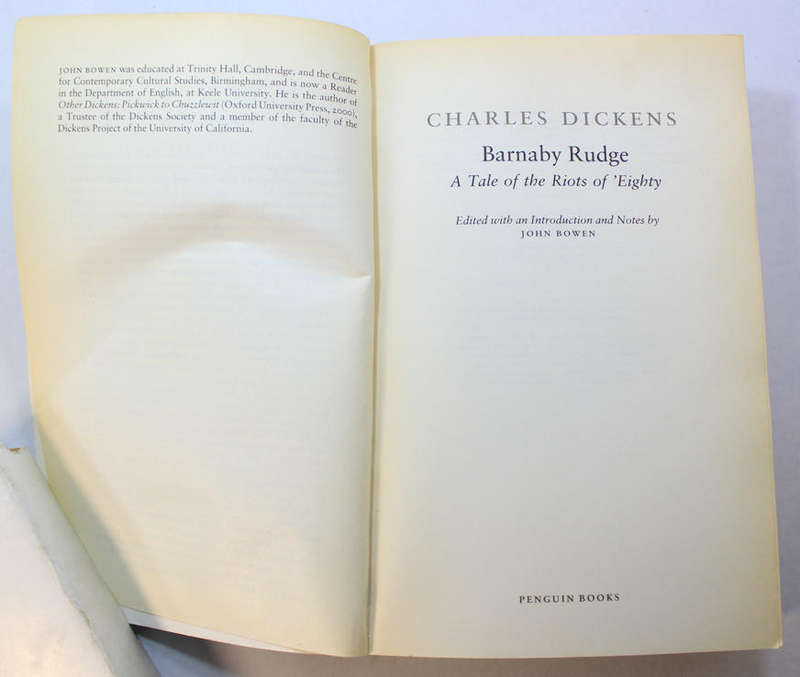 JOHN BOWEN was educated at Trinity Hall, Cambridge, and the Centre
for Contemporary Cultural Studies, Birmingham, and is now a Reader
in the Department of English, at Keele University. He is the author of
Other Dickens: Pickwick to Chuzzlewit (Oxford University Press, 2000),
a Trustee of the Dickens Society and a member of the faculty of the
Dickens Project of the University of California.
CHARLES DICKENS
Barnaby Rudge
A Tale of the Riots of 'Eighty
Edited with an Introduction and Notes by
JOHN BOWEN
PENGUIN BOOKS